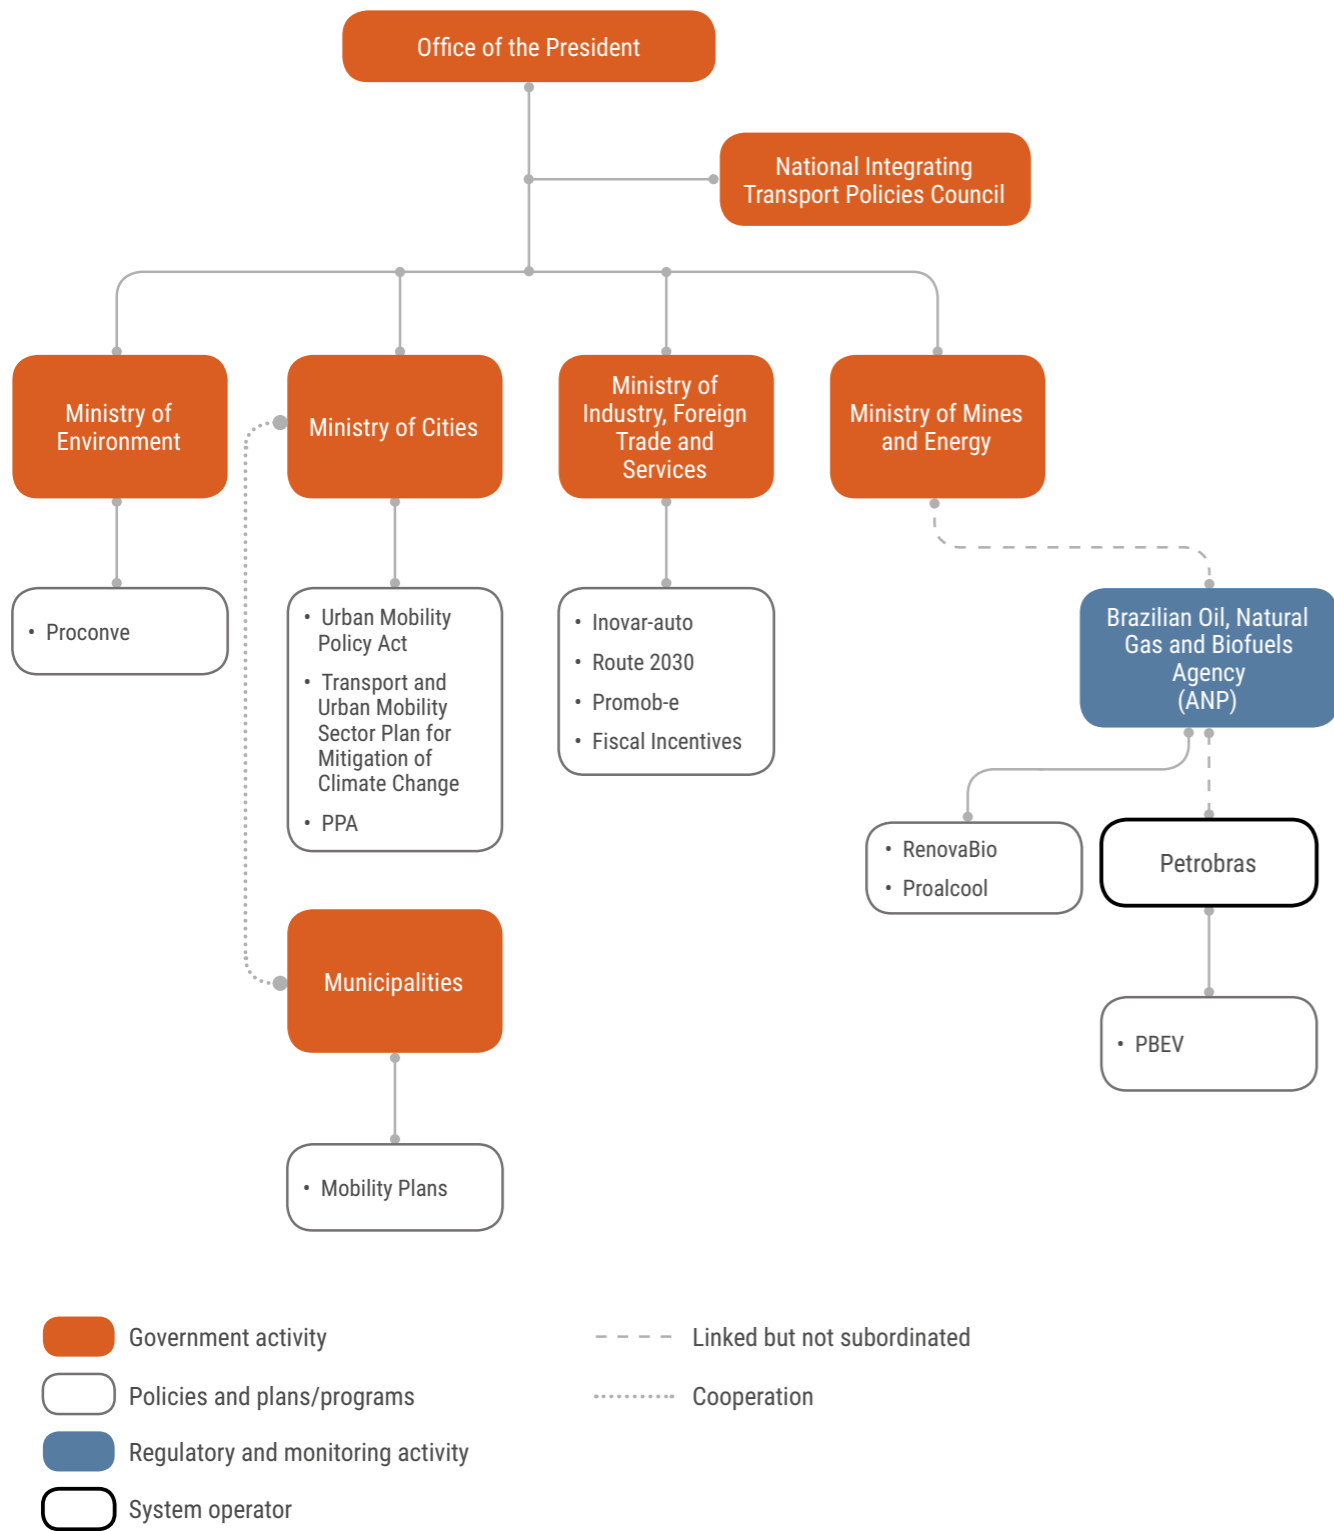 Office of the President
National Integrating
Transport Policies Council
Ministry of
Environment
Ministry of Cities
Ministry of
Industry, Foreign
Trade and
Services
Ministry of Mines
and Energy
• Proconve
• Urban Mobility
Policy Act
• Transport and
Urban Mobility
Sector Plan for
Mitigation of
Climate Change
• PPA
• Inovar-auto
• Route 2030
• Promob-e
• Fiscal Incentives
Brazilian Oil, Natural
Gas and Biofuels
Agency
(ANP)
• RenovaBio
• Proalcool
Petrobras
Municipalities
• PBEV
• Mobility Plans
Government activity
Policies and plans/programs
Regulatory and monitoring activity
System operator
Linked but not subordinated
Cooperation